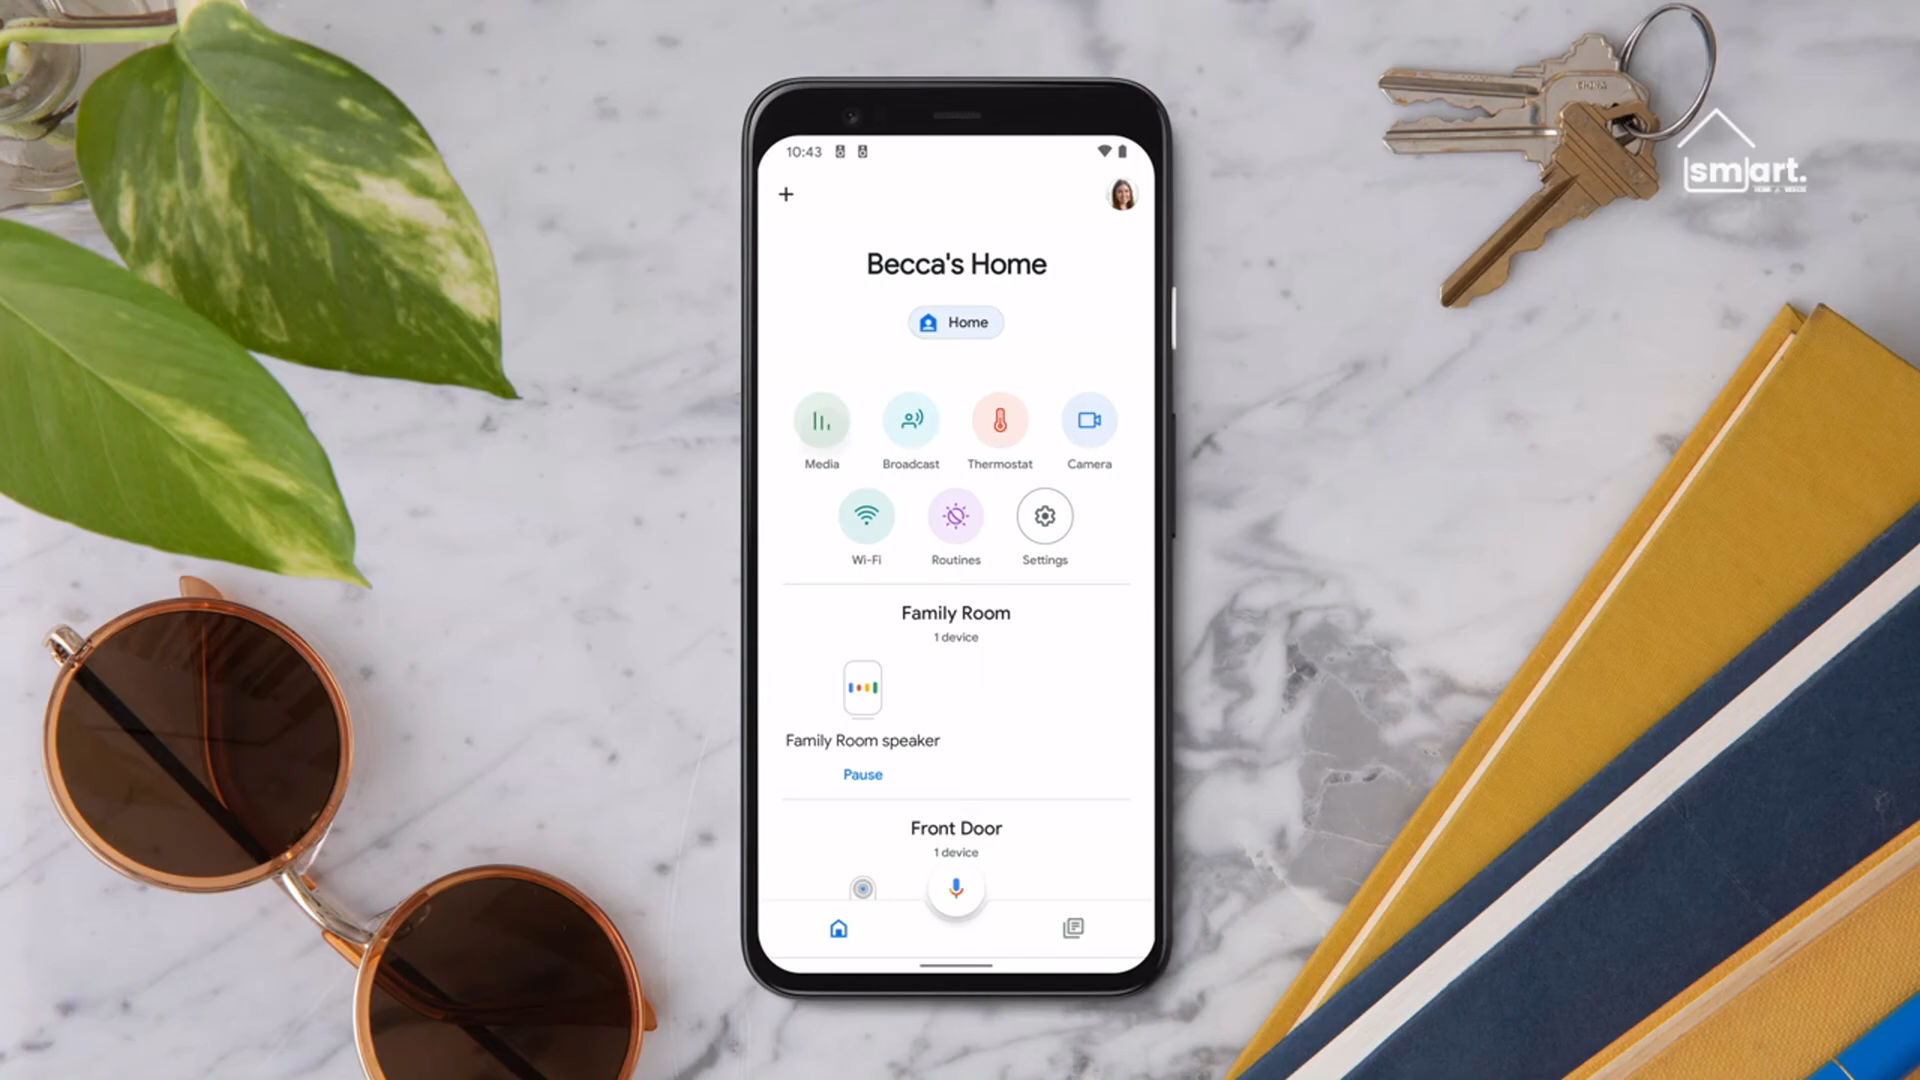 10:43
Becca's Home
Home
Media
Broadcast
Thermostat
Camera
Wi-Fi
Routines
Settings
Family Room
1 device
Family Room speaker
Pause
Front Door
1 device
CHINA
smart.